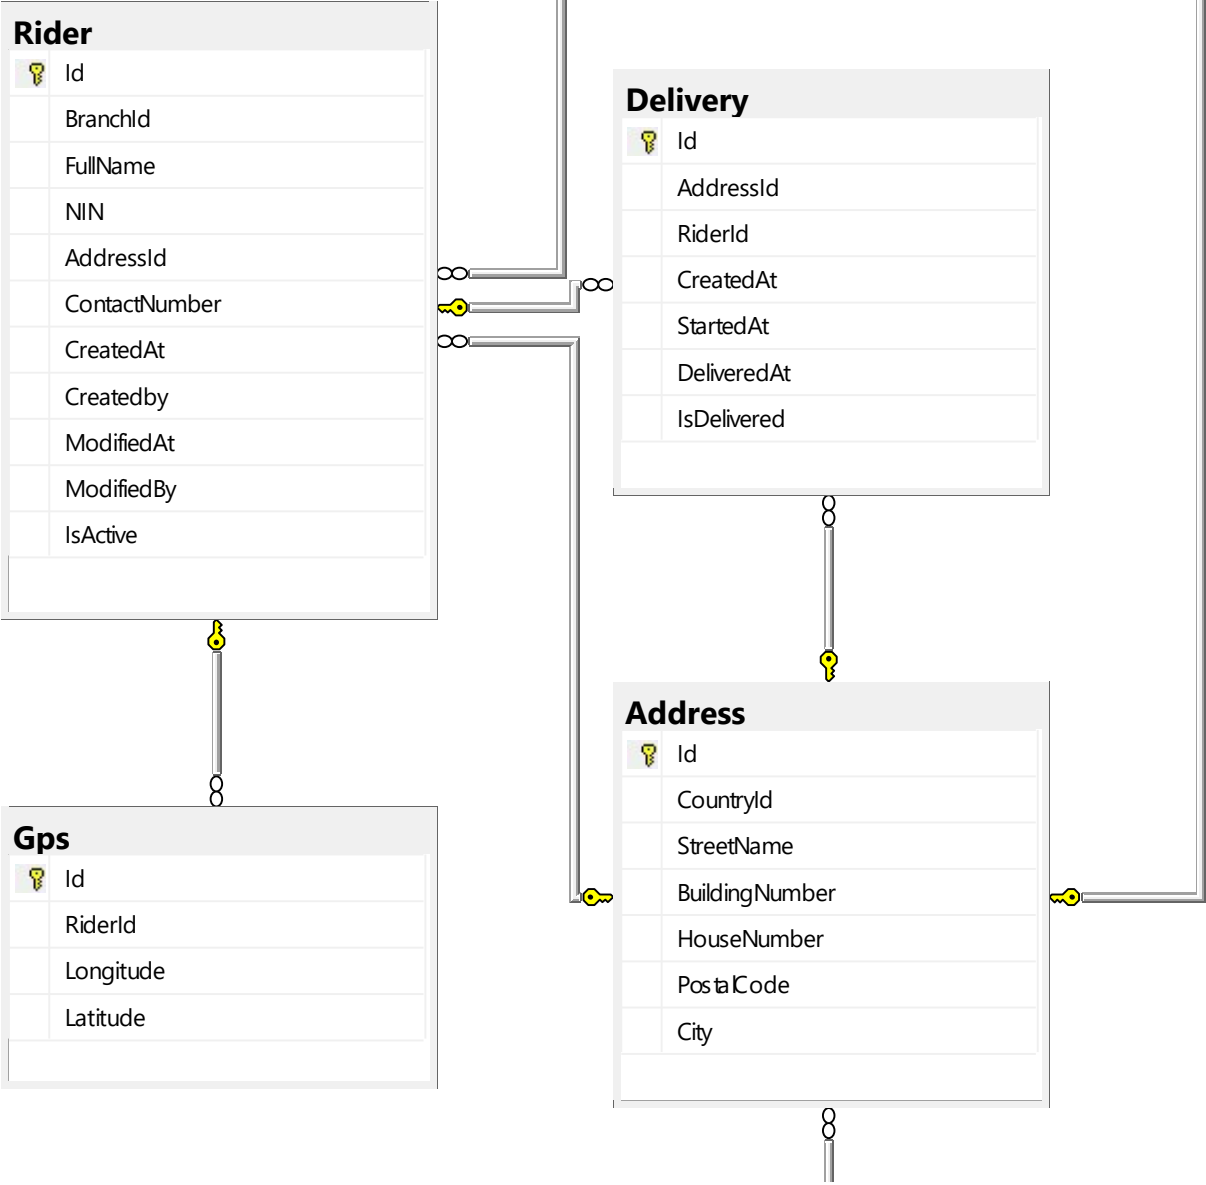 Rider
Id
BranchId
FullName
NIN
AddressId
ContactNumber
CreatedAt
Createdby
ModifiedAt
ModifiedBy
IsActive
Delivery
Id
AddressId
RiderId
CreatedAt
StartedAt
DeliveredAt
IsDelivered
Gps
Id
RiderId
Longitude
Latitude
Address
Id
CountryId
StreetName
BuildingNumber
HouseNumber
PostalCode
City